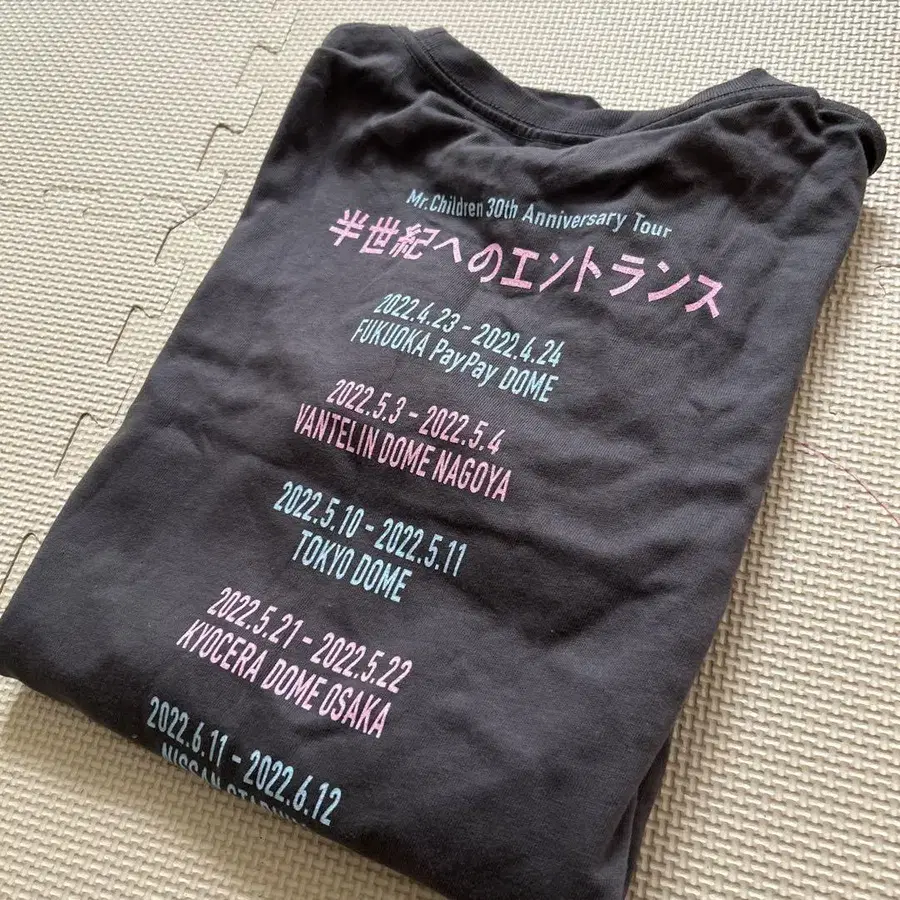 Mr.Children 30th Anniversary Tour
半世紀へのエントランス
2022.4.23 - 2022.4.24
FUKUOKA PayPay DOME
2022.5.3 - 2022.5.4
VANTELIN DOME NAGOYA
2022.5.10 - 2022.5.11
TOKYO DOME
2022.5.21 - 2022.5.22
KYOCERA DOME OSAKA
2022.6.11 - 2022.6.12
NISSAN